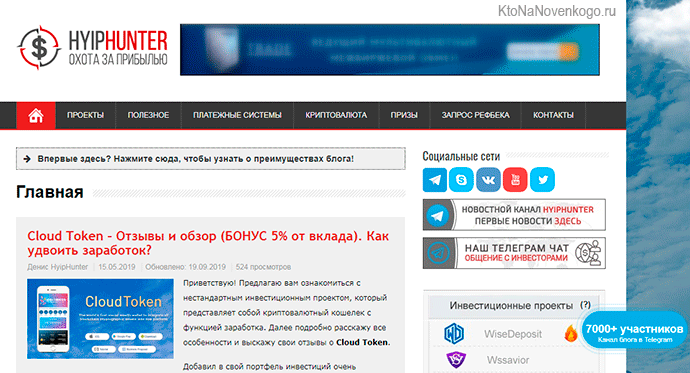 KtoNaNovenkogo.ru
HYIPHUNTER
ОХОТА ЗА ПРИБЫЛЬЮ
TRADE
ВЕДУЩИЙ МУЛЬТИВАЛЮТНЫЙ
ПРОЕКТЫ ПОЛЕЗНОЕ ПЛАТЕЖНЫЕ СИСТЕМЫ КРИПТОВАЛЮТА ПРИЗЫ ЗАПРОС РЕФБЕКА КОНТАКТЫ
→ Впервые здесь? Нажмите сюда, чтобы узнать о преимуществах блога!
Главная
Cloud Token – Отзывы и обзор (БОНУС 5% от вклада). Как
удвоить заработок?
Денис HyipHunter | 15.05.2019 | Обновлено: 19.09.2019 | 524 просмотров
CloudToken
Приветствую! Предлагаю вам ознакомиться с
нестандартным инвестиционным проектом, который
представляет собой криптовалютный кошелек с
функцией заработка. Далее подробно расскажу все
особенности и выскажу свои отзывы о Cloud Token.
Добавил в свой портфель инвестиций очень
Социальные сети
You
Tube
НОВОСТНОЙ КАНАЛ HYIPHUNTER
ПЕРВЫЕ НОВОСТИ ЗДЕСЬ
НАШ ТЕЛЕГРАМ ЧАТ
ОБЩЕНИЕ С ИНВЕСТОРАМИ
Инвестиционные проекты (?)
WiseDeposit
Wssavior
7000+ участников
Канал блога в Telegram